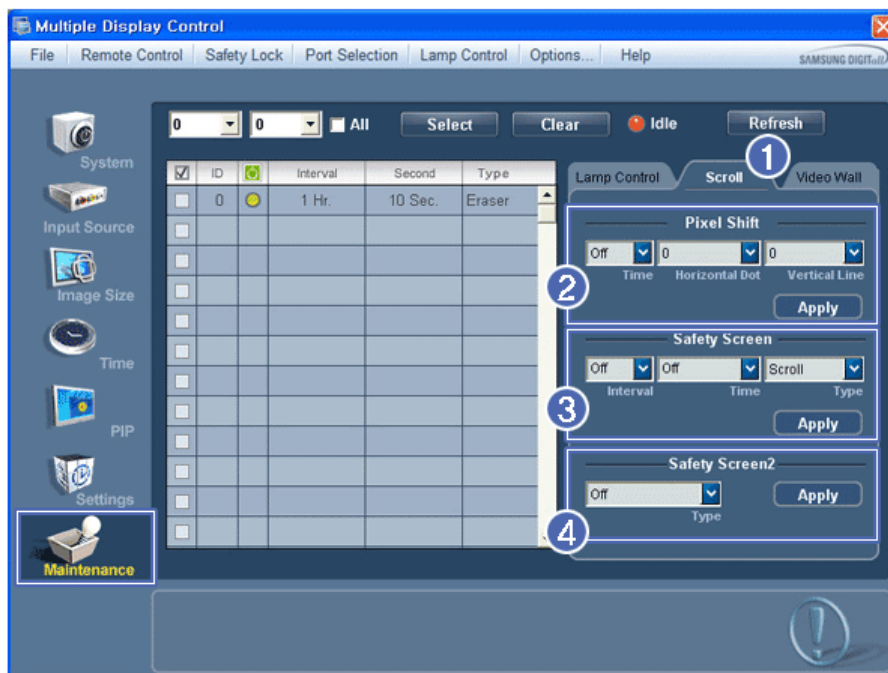 Multiple Display Control
File Remote Control Safety Lock Port Selection Lamp Control Options... Help SAMSUNG DIGITall
0 0 All Select Clear Idle Refresh
System
Input Source
Image Size
Time
PIP
Settings
Maintenance
ID Interval Second Type
0 1 Hr. 10 Sec. Eraser
1
Lamp Control Scroll Video Wall
2
Pixel Shift
Off 0 0
Time Horizontal Dot Vertical Line
Apply
3
Safety Screen
Off Off Scroll
Interval Time Type
Apply
4
Safety Screen2
Off Apply
Type